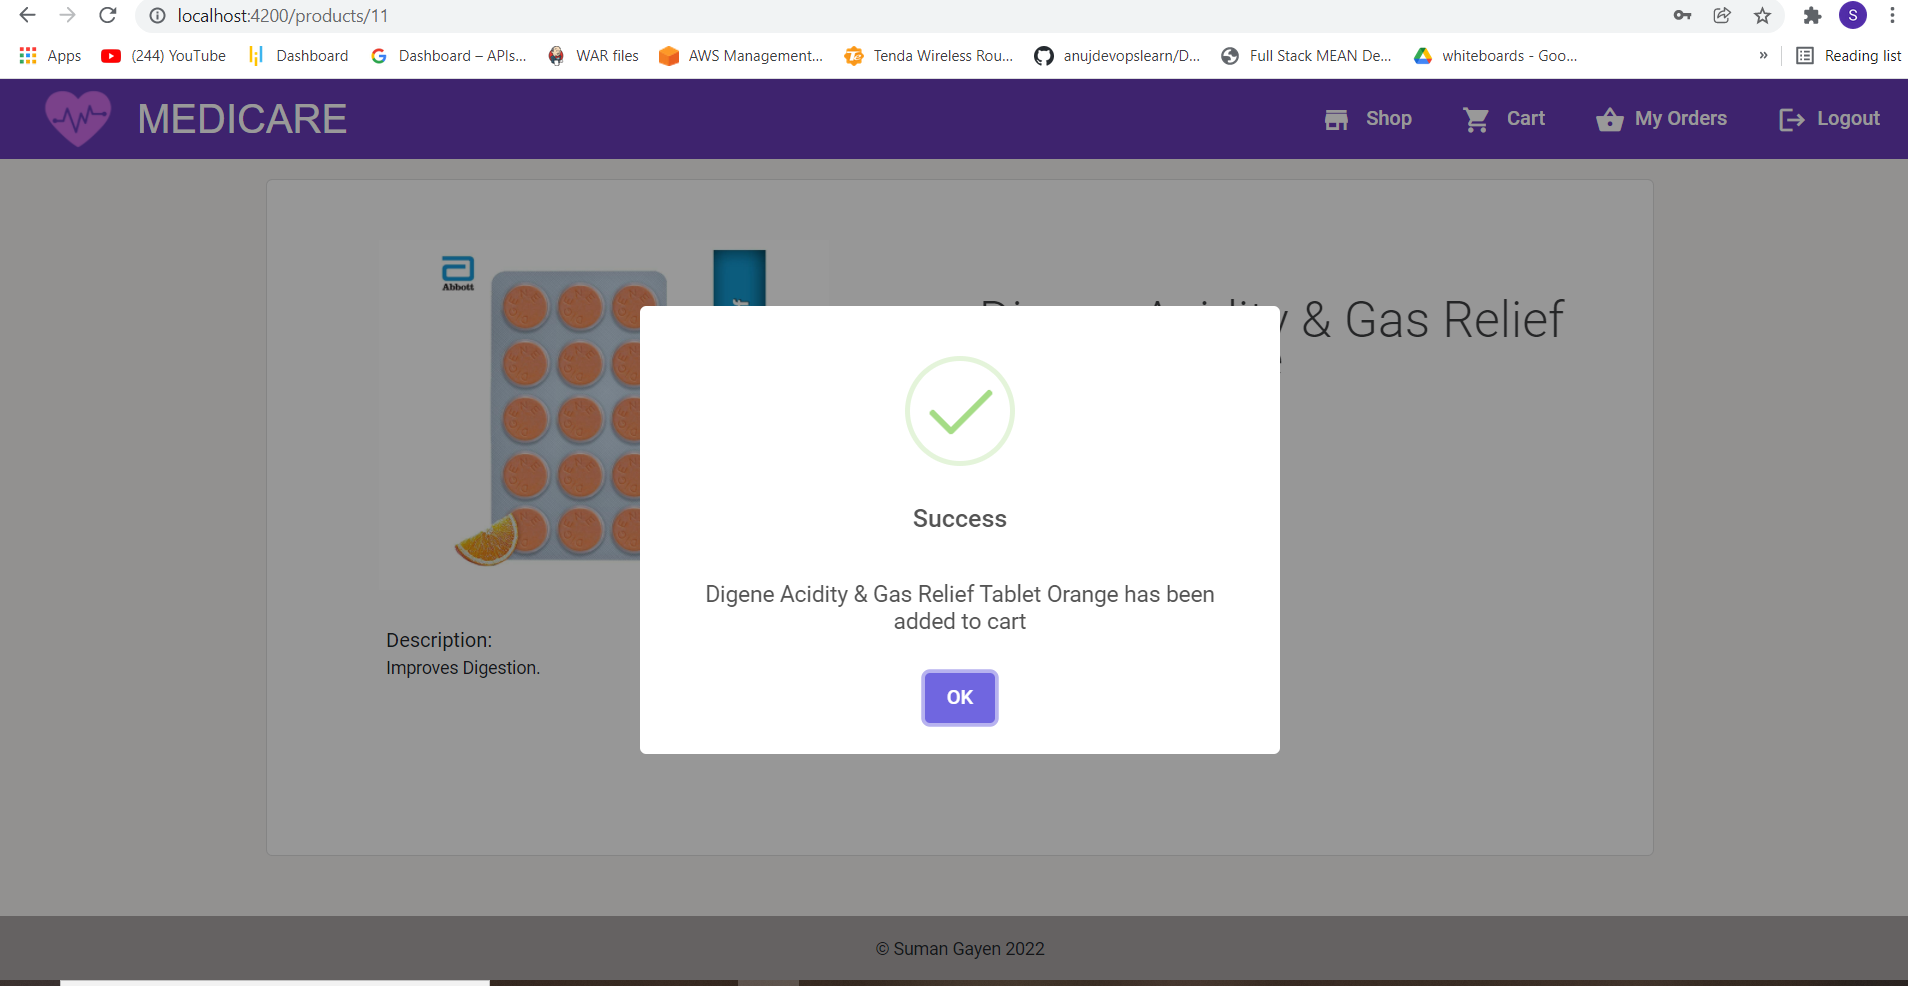 localhost:4200/products/11
S
Apps
(244) YouTube
Dashboard
Dashboard – APIs...
WAR files
AWS Management...
Tenda Wireless Rou...
anujdevopslearn/D...
Full Stack MEAN De...
whiteboards - Goo...
»
Reading list
MEDICARE
Shop
Cart
My Orders
Logout
Abbott
& Gas Relief
Success
Digene Acidity & Gas Relief Tablet Orange has been
added to cart
OK
Description:
Improves Digestion.
© Suman Gayen 2022